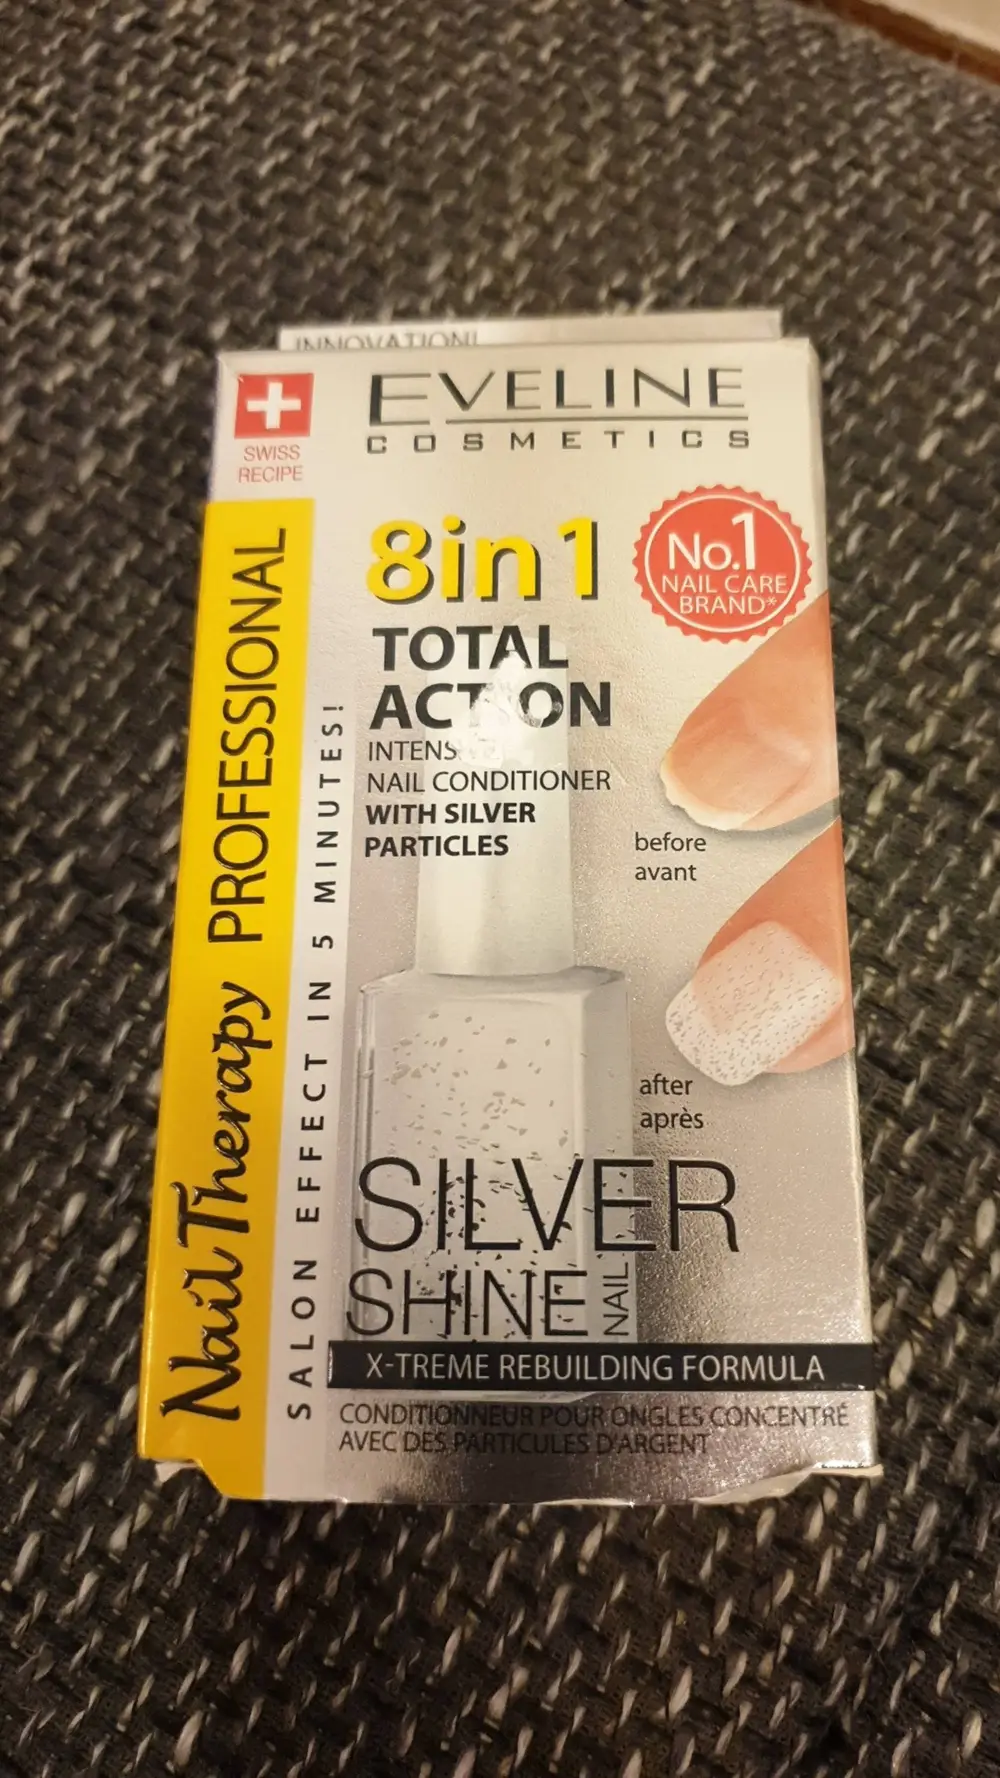 INNOVATION!
SWISS
RECIPE
EVELINE
COSMETICS
Nail Therapy PROFESSIONAL
SALON EFFECT IN 5 MINUTES!
8in1
TOTAL
ACTION
NAIL CONDITIONER
WITH SILVER
PARTICLES
No.1
NAIL CARE
BRAND*
before
avant
after
après
SILVER
SHINE
NAIL
X-TREME REBUILDING FORMULA
CONDITIONNEUR POUR ONGLES CONCENTRÉ
AVEC DES PARTICULES D'ARGENT